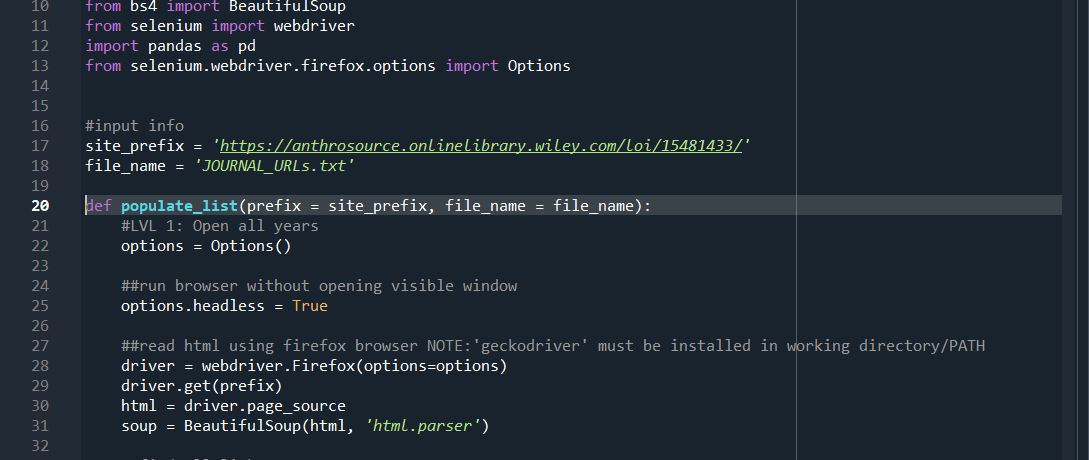 10 from bs4 import BeautifulSoup
11 from selenium import webdriver
12 import pandas as pd
13 from selenium.webdriver.firefox.options import Options
14
15
16 #input info
17 site_prefix = 'https://anthrosource.onlinelibrary.wiley.com/loi/15481433/'
18 file_name = 'JOURNAL_URLs.txt'
19
20 def populate_list(prefix = site_prefix, file_name = file_name):
21     #LVL 1: Open all years
22     options = Options()
23
24     ##run browser without opening visible window
25     options.headless = True
26
27     ##read html using firefox browser NOTE:'geckodriver' must be installed in working directory/PATH
28     driver = webdriver.Firefox(options=options)
29     driver.get(prefix)
30     html = driver.page_source
31     soup = BeautifulSoup(html, 'html.parser')
32